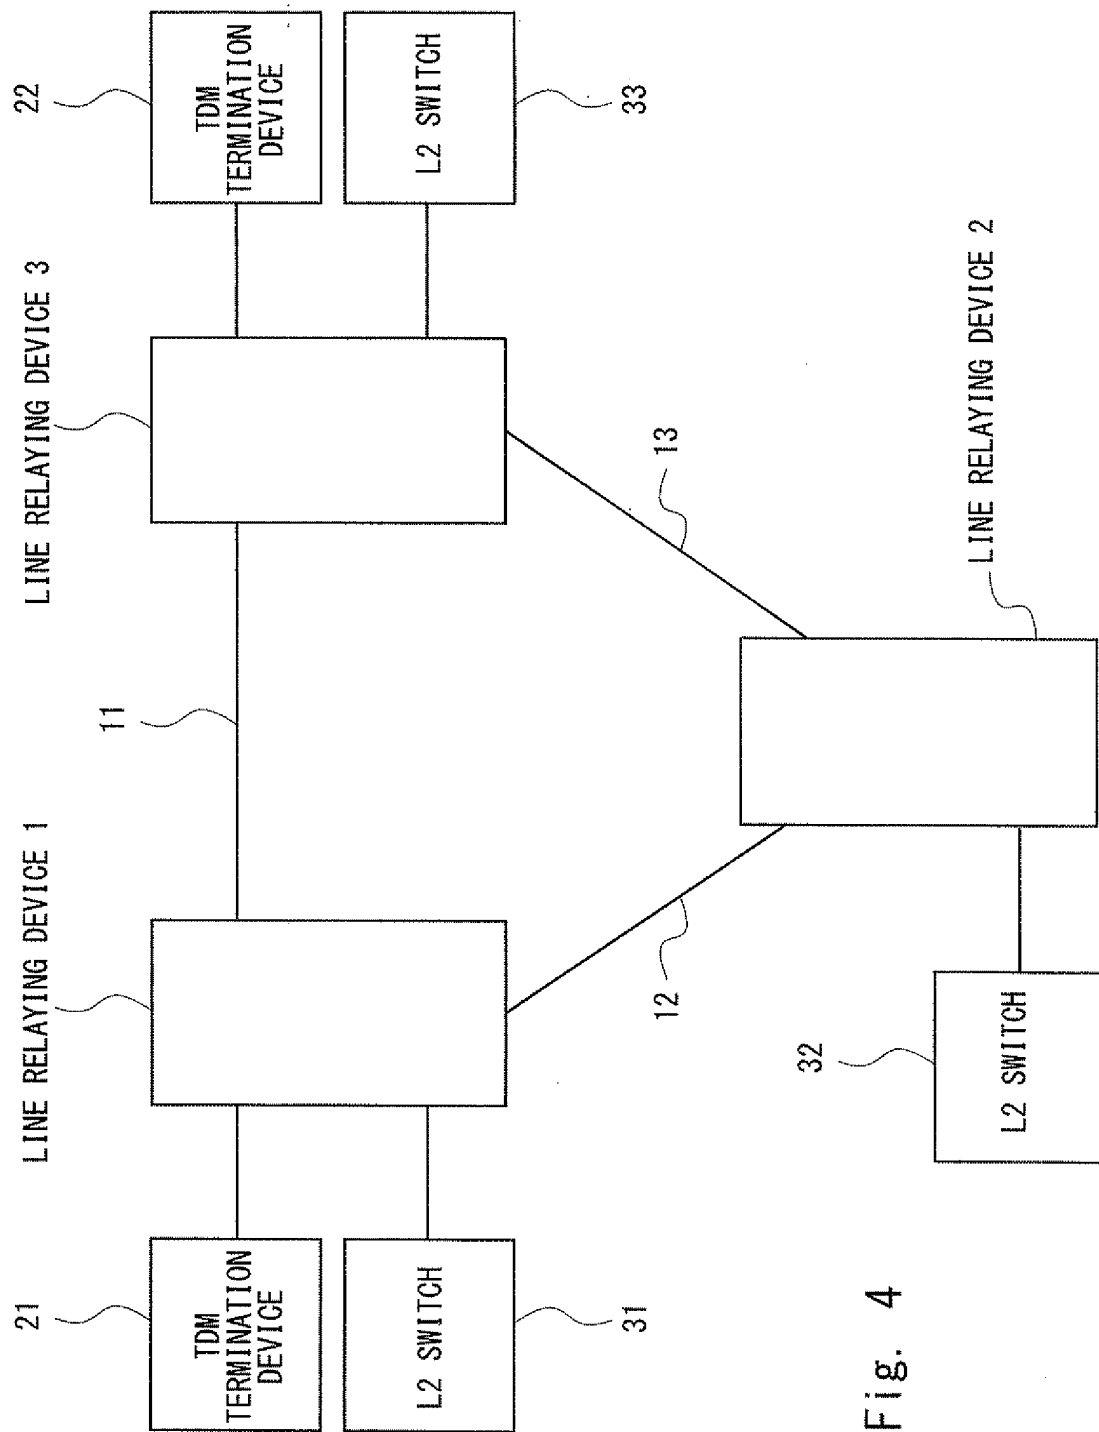 LINE RELAYING DEVICE 1
LINE RELAYING DEVICE 3
21
TDM
TERMINATION
DEVICE
11
22
TDM
TERMINATION
DEVICE
L2 SWITCH
31
L2 SWITCH
33
12
13
32
L2 SWITCH
LINE RELAYING DEVICE 2
Fig. 4